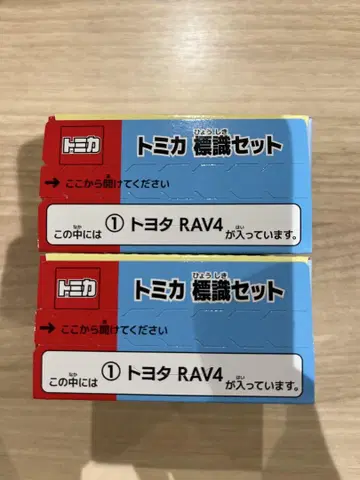 トミカ
トミカ 標識セット
ひょうしき
→ ここから開けてください
あ
この中には ① トヨタ RAV4 が入っています。
なか
はい
トミカ
トミカ 標識セット
ひょうしき
→ ここから開けてください
あ
この中には ① トヨタ RAV4 が入っています。
なか
はい